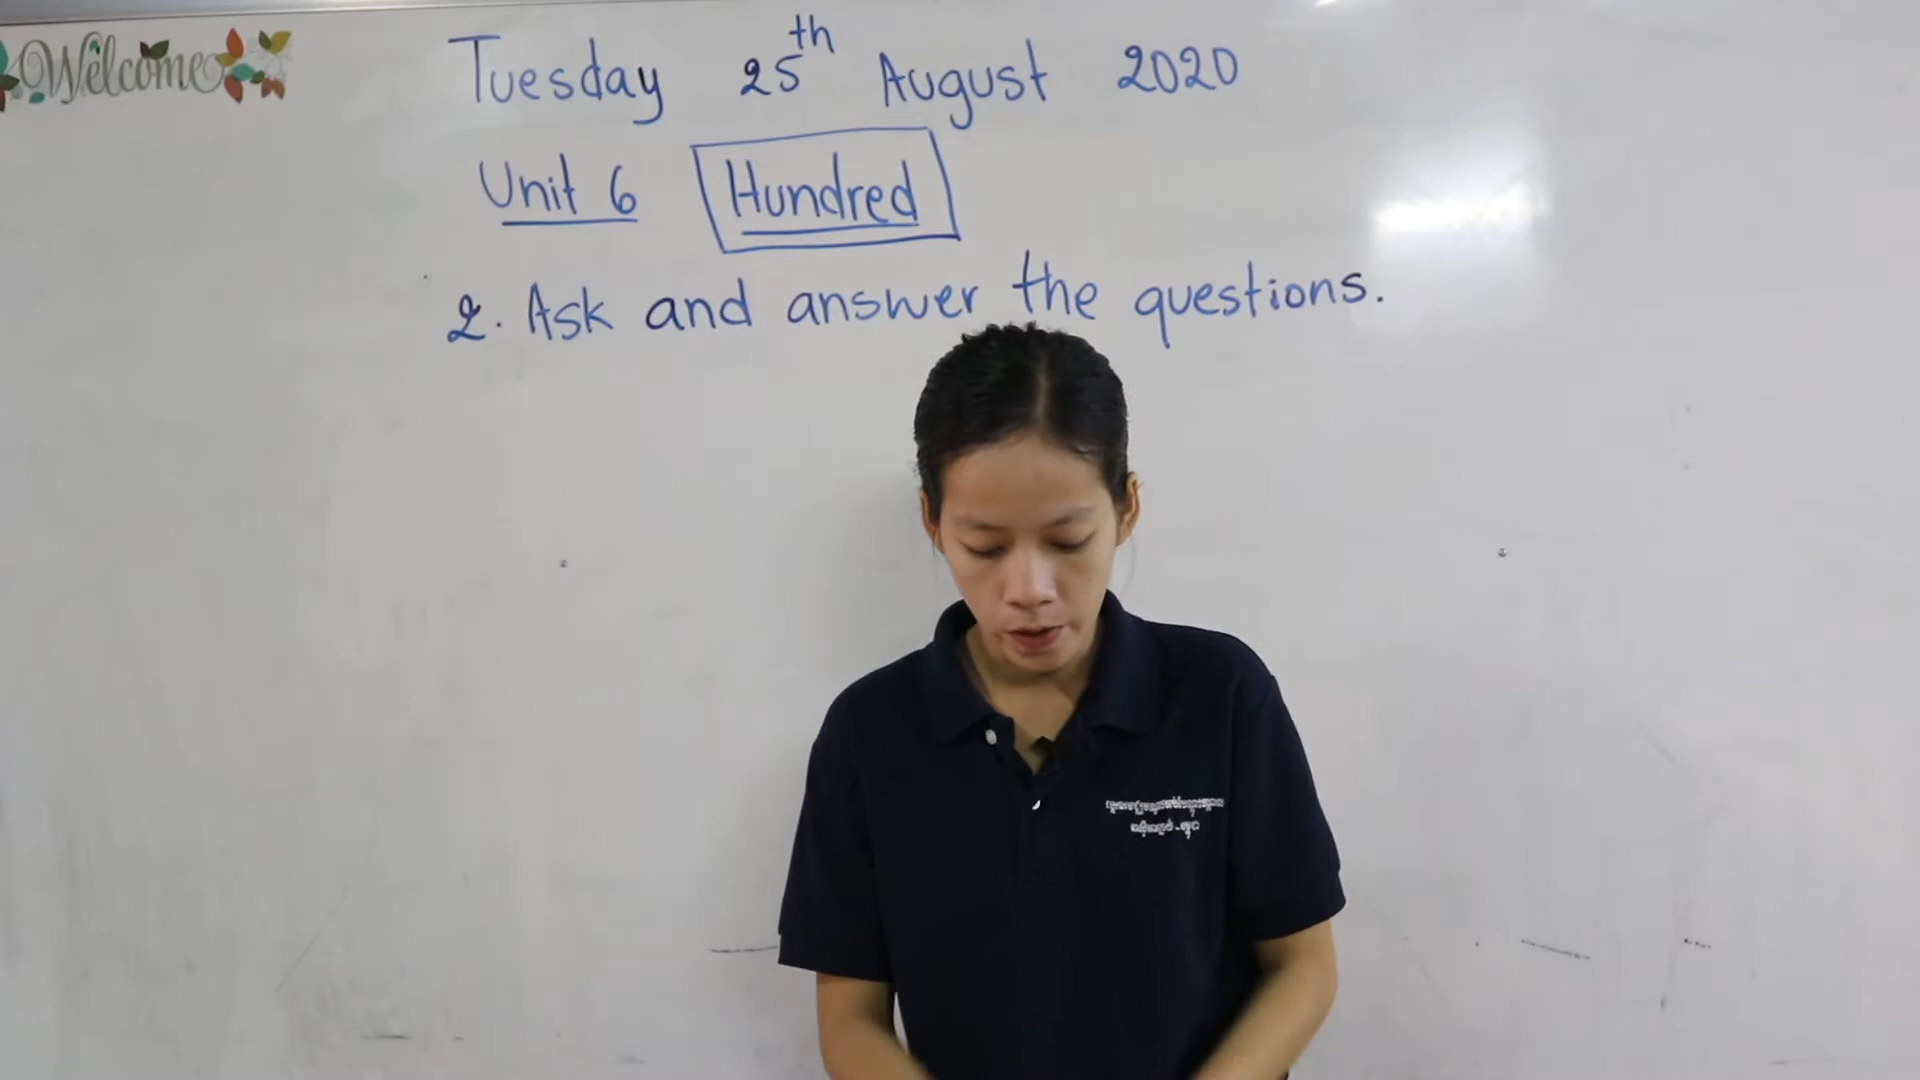 Welcome
Tuesday 25th August 2020
Unit 6 Hundred
2. Ask and answer the questions.